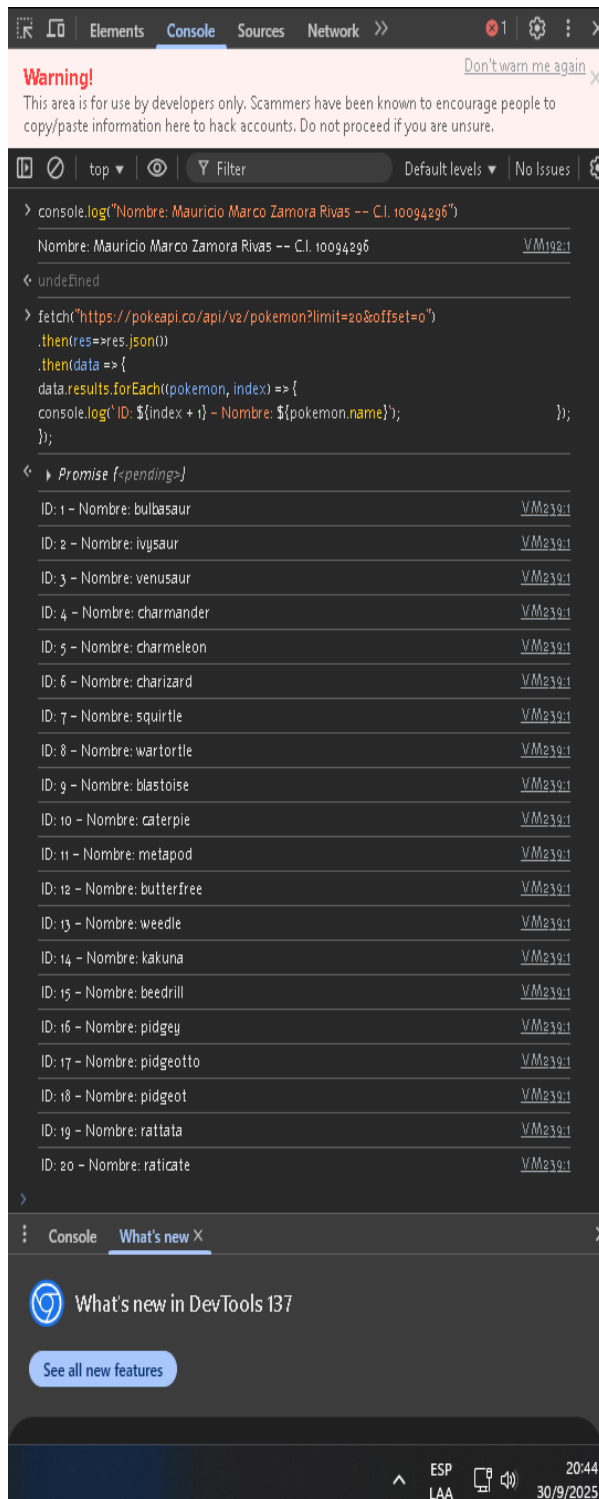 Elements Console Sources Network 1
Warning! Don't warn me again
This area is for use by developers only. Scammers have been known to encourage people to
copy/paste information here to hack accounts. Do not proceed if you are unsure.
top Filter Default levels No Issues
> console.log("Nombre: Mauricio Marco Zamora Rivas -- C.I. 10094296")
Nombre: Mauricio Marco Zamora Rivas -- C.I. 10094296 VM192:1
undefined
> fetch("https://pokeapi.co/api/v2/pokemon?limit=20&offset=0")
.then(res=>res.json())
.then(data => {
data.results.forEach((pokemon, index) => {
console.log(`ID: ${index + 1} - Nombre: ${pokemon.name}`); });
});
Promise {<pending>}
ID: 1 - Nombre: bulbasaur VM239:1
ID: 2 - Nombre: ivysaur VM239:1
ID: 3 - Nombre: venusaur VM239:1
ID: 4 - Nombre: charmander VM239:1
ID: 5 - Nombre: charmeleon VM239:1
ID: 6 - Nombre: charizard VM239:1
ID: 7 - Nombre: squirtle VM239:1
ID: 8 - Nombre: wartortle VM239:1
ID: 9 - Nombre: blastoise VM239:1
ID: 10 - Nombre: caterpie VM239:1
ID: 11 - Nombre: metapod VM239:1
ID: 12 - Nombre: butterfree VM239:1
ID: 13 - Nombre: weedle VM239:1
ID: 14 - Nombre: kakuna VM239:1
ID: 15 - Nombre: beedrill VM239:1
ID: 16 - Nombre: pidgey VM239:1
ID: 17 - Nombre: pidgeotto VM239:1
ID: 18 - Nombre: pidgeot VM239:1
ID: 19 - Nombre: rattata VM239:1
ID: 20 - Nombre: raticate VM239:1
>
Console What's new
What's new in DevTools 137
See all new features
ESP 20:44
LAA 30/9/2025